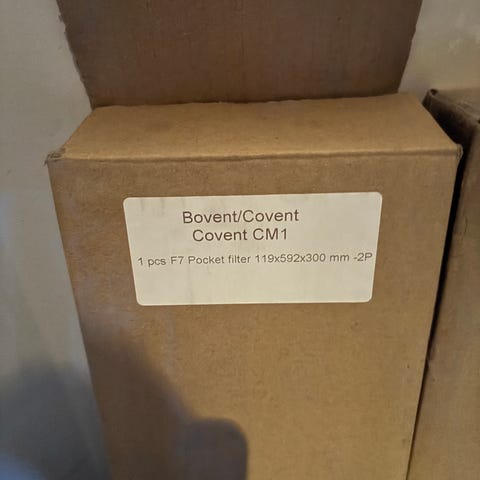 Bovent/Covent
Covent CM1
1 pcs F7 Pocket filter 119x592x300 mm -2P